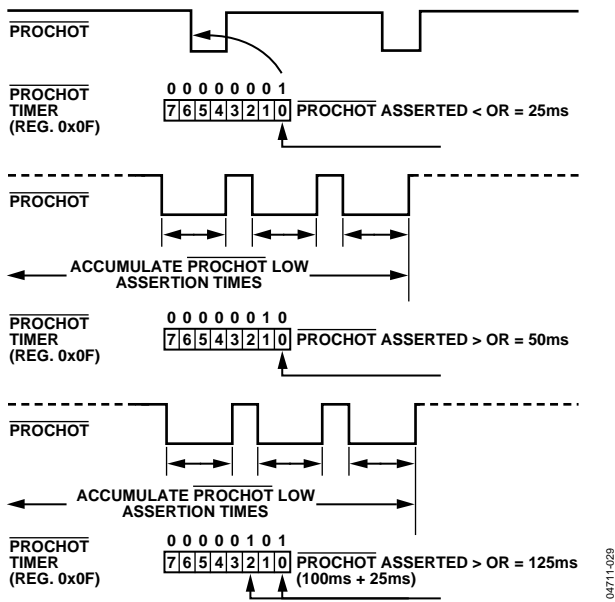 PROCHOT
PROCHOT
TIMER
(REG. 0x0F)
0 0 0 0 0 0 0 1
7 6 5 4 3 2 1 0
PROCHOT ASSERTED < OR = 25ms
PROCHOT
ACCUMULATE PROCHOT LOW
ASSERTION TIMES
PROCHOT
TIMER
(REG. 0x0F)
0 0 0 0 0 0 1 0
7 6 5 4 3 2 1 0
PROCHOT ASSERTED > OR = 50ms
PROCHOT
ACCUMULATE PROCHOT LOW
ASSERTION TIMES
PROCHOT
TIMER
(REG. 0x0F)
0 0 0 0 0 1 0 1
7 6 5 4 3 2 1 0
PROCHOT ASSERTED > OR = 125ms
(100ms + 25ms)
04711-029